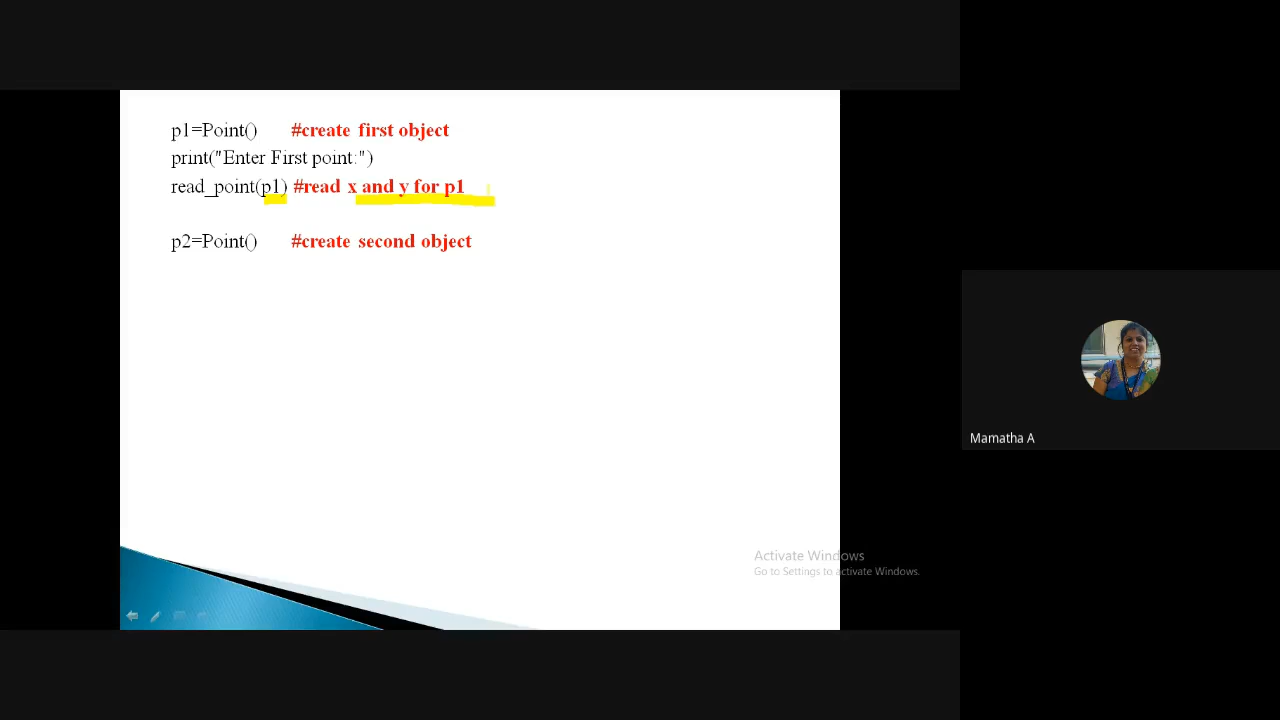 p1=Point() #create first object
print("Enter First point:")
read_point(p1) #read x and y for p1
p2=Point() #create second object
Mamatha A
Activate Windows
Go to Settings to activate Windows.